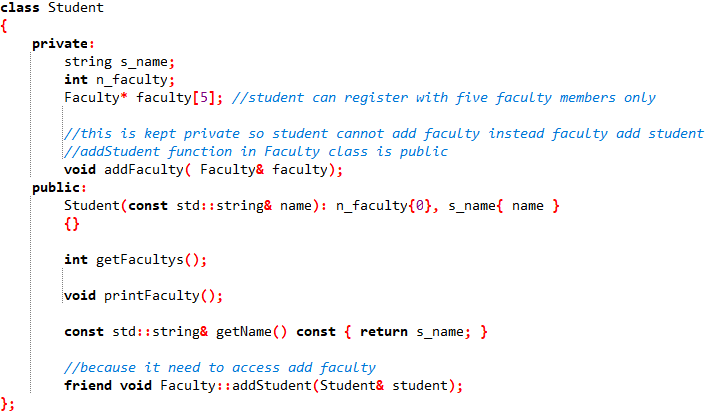 class Student
{
    private:
        string s_name;
        int n_faculty;
        Faculty* faculty[5]; //student can register with five faculty members only

        //this is kept private so student cannot add faculty instead faculty add student
        //addStudent function in Faculty class is public
        void addFaculty( Faculty& faculty);
    public:
        Student(const std::string& name): n_faculty{0}, s_name{ name }
        {}

        int getFacultys();

        void printFaculty();

        const std::string& getName() const { return s_name; }

        //because it need to access add faculty
        friend void Faculty::addStudent(Student& student);
};